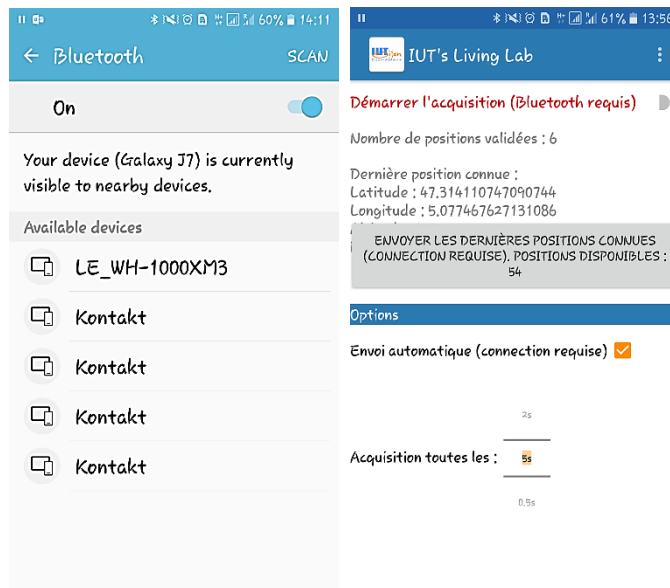 60% 14:11
Bluetooth SCAN
On
Your device (Galaxy J7) is currently
visible to nearby devices.
Available devices
LE_WH-1000XM3
Kontakt
Kontakt
Kontakt
Kontakt
61% 13:56
IUT's Living Lab
Démarrer l'acquisition (Bluetooth requis)
Nombre de positions validées : 6
Dernière position connue :
Latitude : 47.314110747090744
Longitude : 5.077467627131086
ENVOYER LES DERNIÈRES POSITIONS CONNUES
(CONNECTION REQUISE). POSITIONS DISPONIBLES :
54
Options
Envoi automatique (connection requise)
2s
Acquisition toutes les : 5s
0.5s